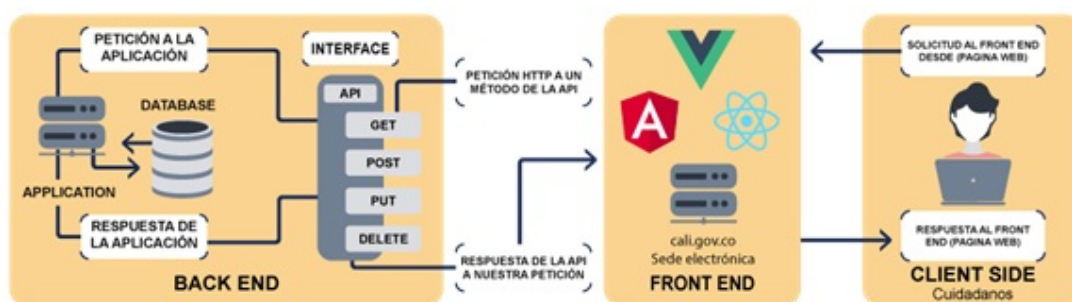 PETICIÓN A LA
APLICACIÓN
DATABASE
APPLICATION
RESPUESTA DE
LA APLICACIÓN
BACK END
INTERFACE
API
GET
POST
PUT
DELETE
PETICIÓN HTTP A UN
MÉTODO DE LA API
RESPUESTA DE LA API
A NUESTRA PETICIÓN
A
cali.gov.co
Sede electrónica
FRONT END
SOLICITUD AL FRONT END
DESDE (PAGINA WEB)
RESPUESTA AL FRONT
END (PAGINA WEB)
CLIENT SIDE
Cuidadanos